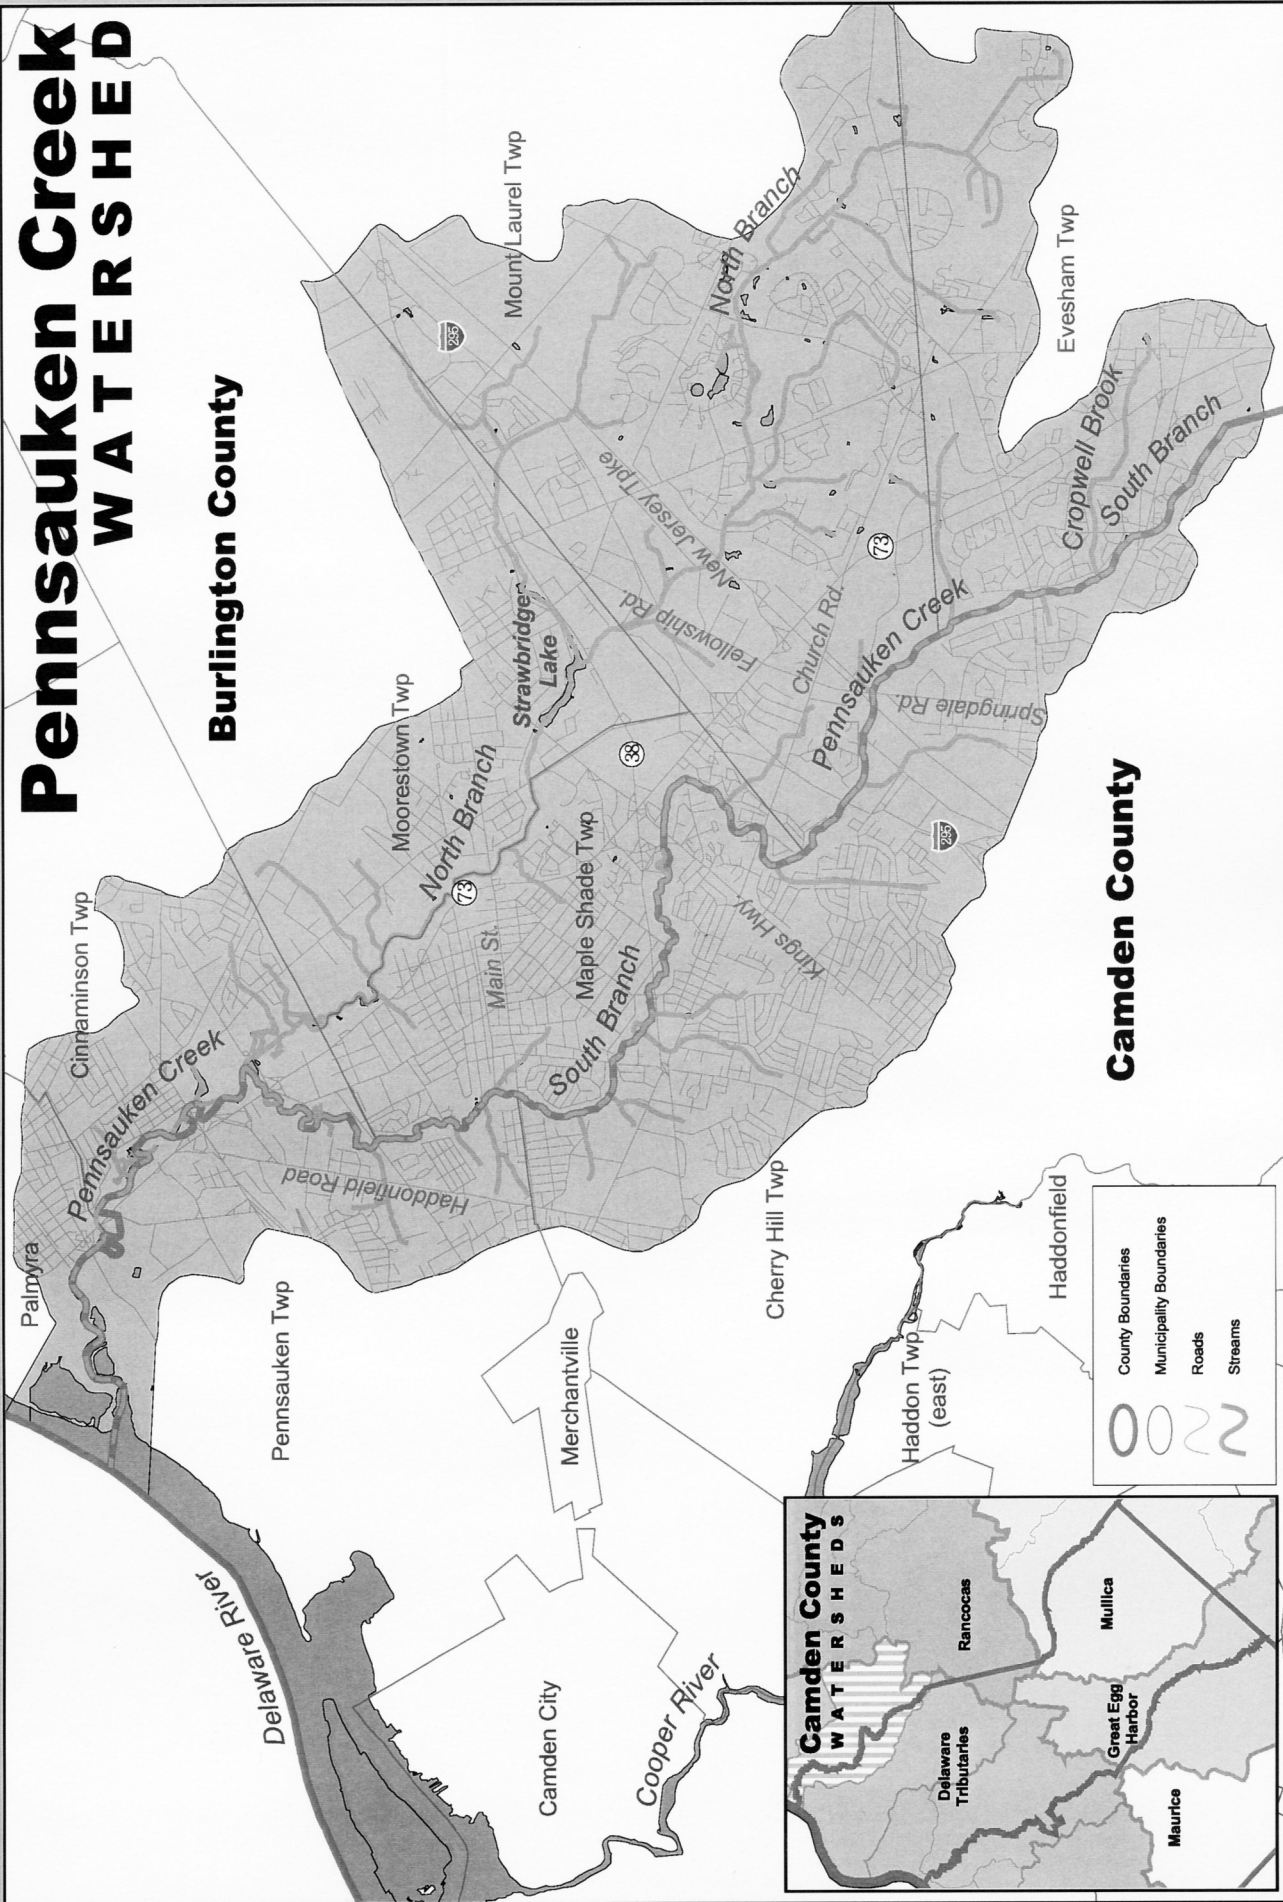 Pennsauken Creek
WATERSHED
Burlington County
Camden County
Delaware River
Palmyra
Cinnaminson Twp
Pennsauken Creek
Pennsauken Twp
Haddonfield Road
Moorestown Twp
North Branch
73
Main St.
Maple Shade Twp
South Branch
Strawbridge
Lake
38
Kings Hwy
Mount Laurel Twp
295
New Jersey Tpke
Fellowship Rd.
North Branch
Church Rd.
73
Pennsauken Creek
Springdale Rd.
295
Evesham Twp
Cropwell Brook
South Branch
Merchantville
Cherry Hill Twp
Camden City
Cooper River
Haddon Twp
(east)
Haddonfield
County Boundaries
Municipality Boundaries
Roads
Streams
Camden County
WATERSHEDS
Rancocas
Delaware
Tributaries
Mullica
Great Egg
Harbor
Maurice